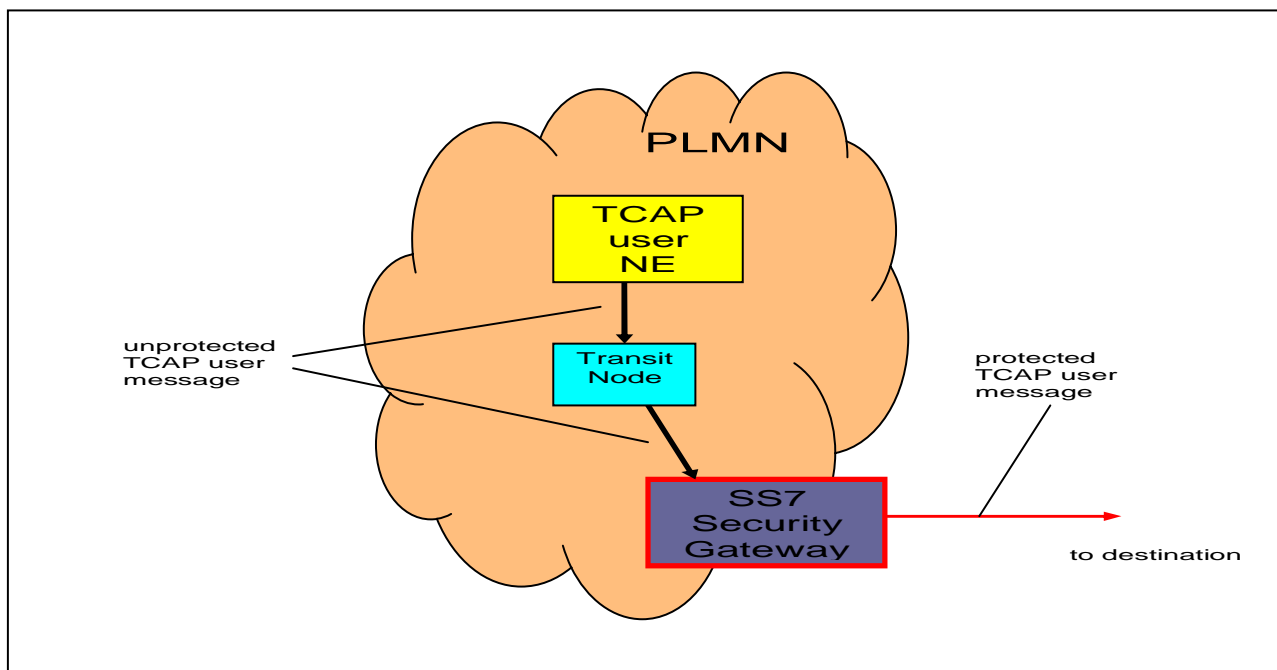 PLMN
TCAP
user
NE
unprotected
TCAP user
message
Transit
Node
protected
TCAP user
message
SS7
Security
Gateway
to destination